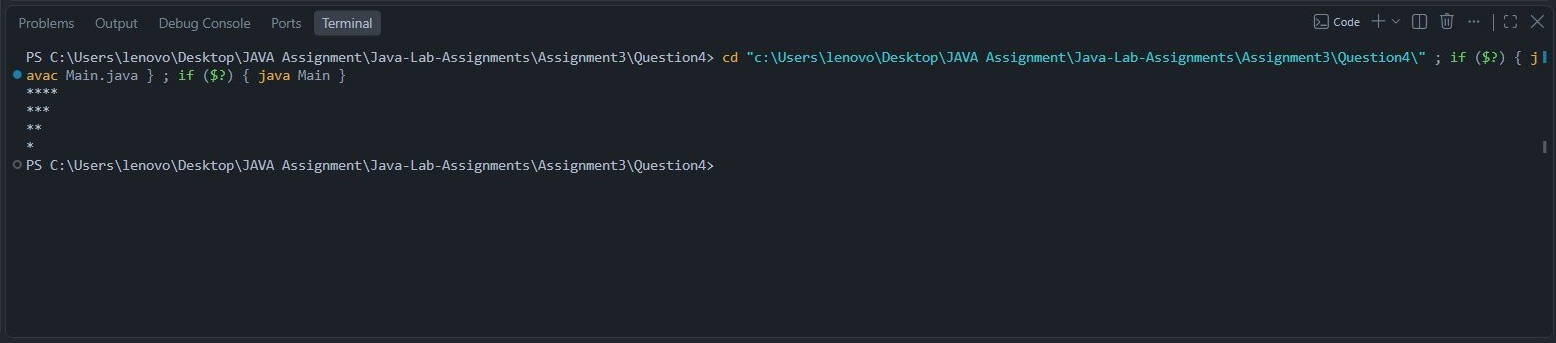 Problems Output Debug Console Ports Terminal Code
PS C:\Users\lenovo\Desktop\JAVA Assignment\Java-Lab-Assignments\Assignment3\Question4> cd "c:\Users\lenovo\Desktop\JAVA Assignment\Java-Lab-Assignments\Assignment3\Question4\" ; if ($?) { j
avac Main.java } ; if ($?) { java Main }
****
***
**
*
PS C:\Users\lenovo\Desktop\JAVA Assignment\Java-Lab-Assignments\Assignment3\Question4>